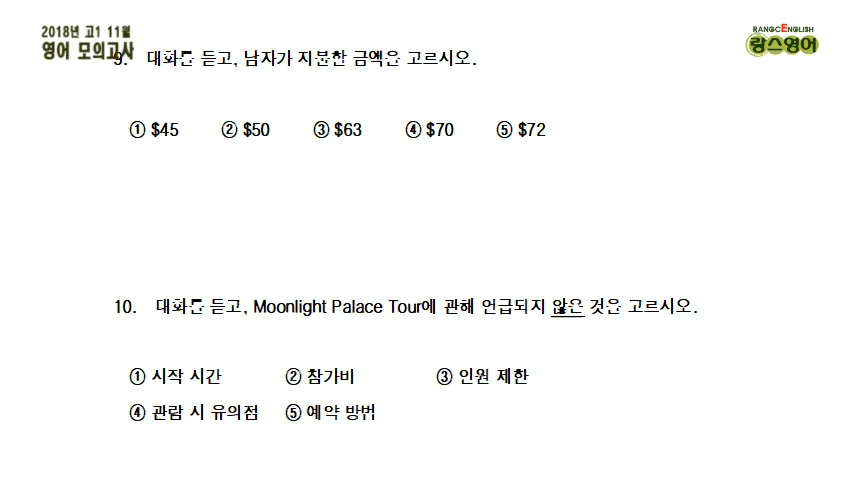 2018년 고1 11월
영어 모의고사
RANGCENGLISH
랑스영어
9. 대화를 듣고, 남자가 지불한 금액을 고르시오.
① $45 ② $50 ③ $63 ④ $70 ⑤ $72
10. 대화를 듣고, Moonlight Palace Tour에 관해 언급되지 않은 것을 고르시오.
① 시작 시간 ② 참가비 ③ 인원 제한
④ 관람 시 유의점 ⑤ 예약 방법